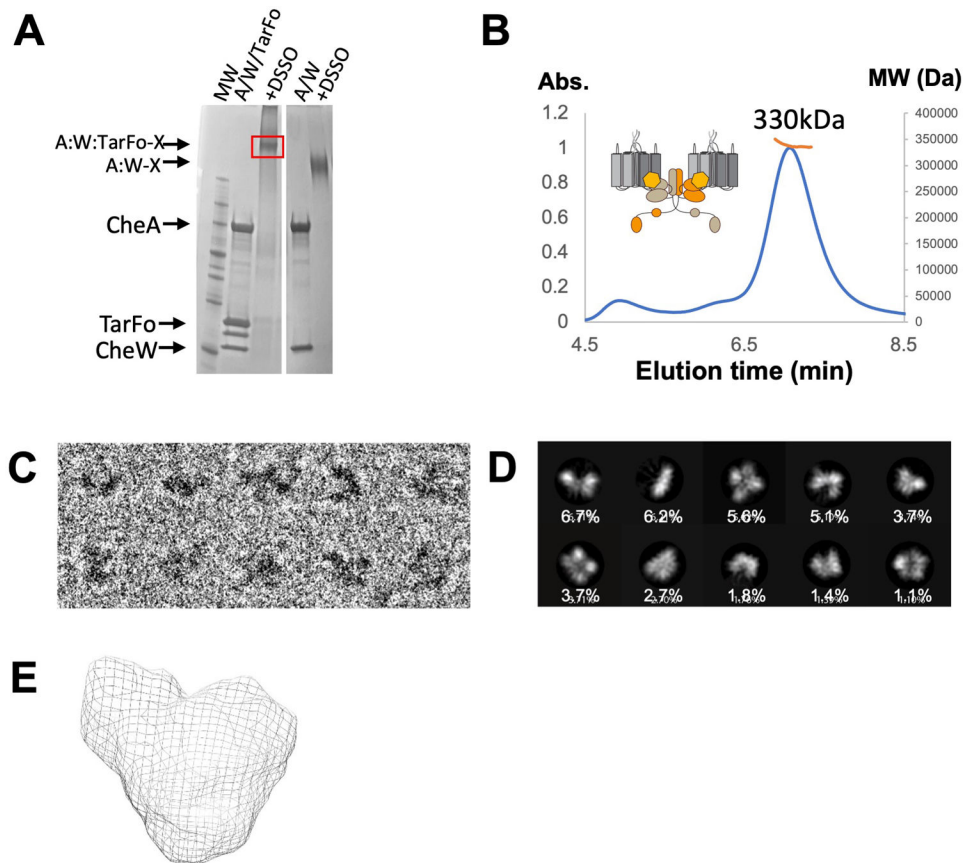 A
MW
A/W/TarFo
+DSSO
A/W
+DSSO
A:W:TarFo-X
A:W-X
CheA
TarFo
CheW
B
Abs.
MW (Da)
330kDa
1.2
1
0.8
0.6
0.4
0.2
0
400000
350000
300000
250000
200000
150000
100000
50000
0
4.5
6.5
8.5
Elution time (min)
C
D
6.7%
6.2%
5.6%
5.1%
3.7%
3.7%
2.7%
1.8%
1.4%
1.1%
E